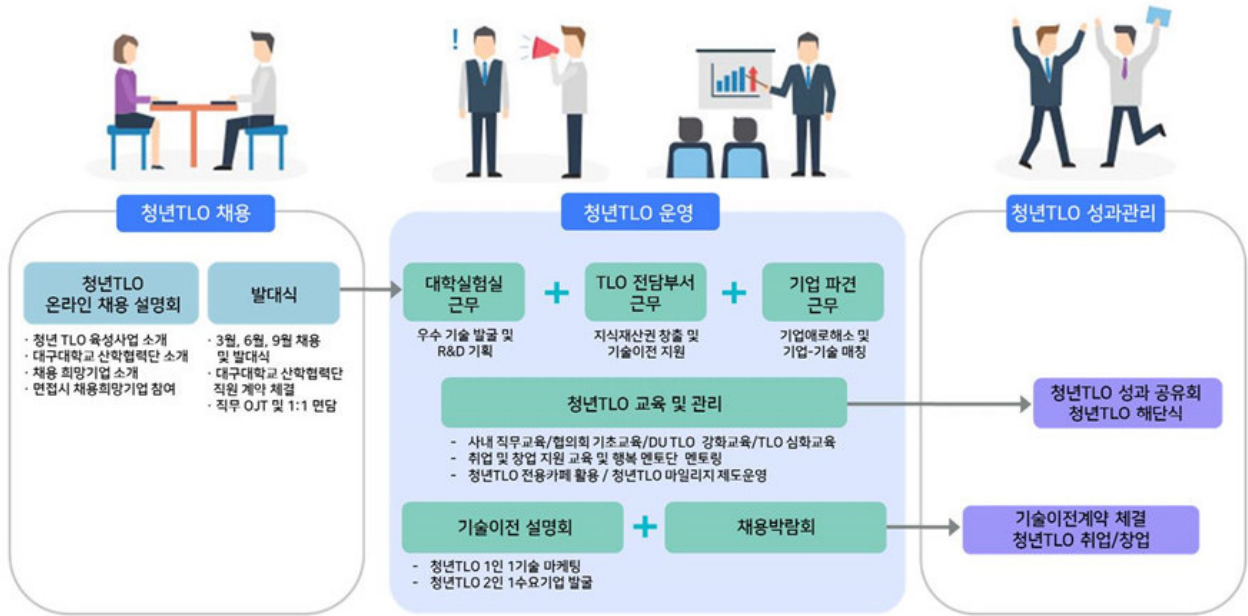 !
청년TLO 채용
청년TLO
온라인 채용 설명회
· 청년 TLO 육성사업 소개
· 대구대학교 산학협력단 소개
· 채용 희망기업 소개
· 면접시 채용희망기업 참여
발대식
· 3월, 6월, 9월 채용
및 발대식
· 대구대학교 산학협력단
직원 계약 체결
· 직무 OJT 및 1:1 면담
청년TLO 운영
대학실험실
근무
우수 기술 발굴 및
R&D 기획
+
TLO 전담부서
근무
지식재산권 창출 및
기술이전 지원
+
기업 파견
근무
기업애로해소 및
기업-기술 매칭
청년TLO 교육 및 관리
- 사내 직무교육/협의회 기초교육/DU TLO 강화교육/TLO 심화교육
- 취업 및 창업 지원 교육 및 행복 멘토단 멘토링
- 청년TLO 전용카페 활용 / 청년TLO 마일리지 제도운영
기술이전 설명회
- 청년TLO 1인 1기술 마케팅
- 청년TLO 2인 1수요기업 발굴
+
채용박람회
청년TLO 성과관리
청년TLO 성과 공유회
청년TLO 해단식
기술이전계약 체결
청년TLO 취업/창업